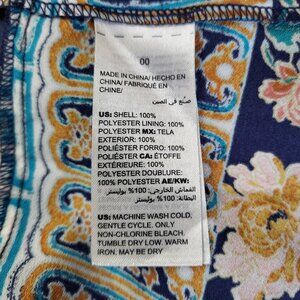 00
MADE IN CHINA/ HECHO EN
CHINA/ FABRIQUÉ EN
CHINE/
صنع في الصين
US: SHELL: 100%
POLYESTER LINING: 100%
POLYESTER MX: TELA
EXTERIOR: 100%
POLIÉSTER FORRO: 100%
POLIÉSTER CA: ÉTOFFE
EXTÉRIEURE: 100%
POLYESTER DOUBLURE:
100% POLYESTER AE/KW:
القماش الخارجي: 100% بوليستر
البطانة: 100% بوليستر
US: MACHINE WASH COLD,
GENTLE CYCLE. ONLY
NON-CHLORINE BLEACH.
TUMBLE DRY LOW. WARM
IRON. MAY BE DRY